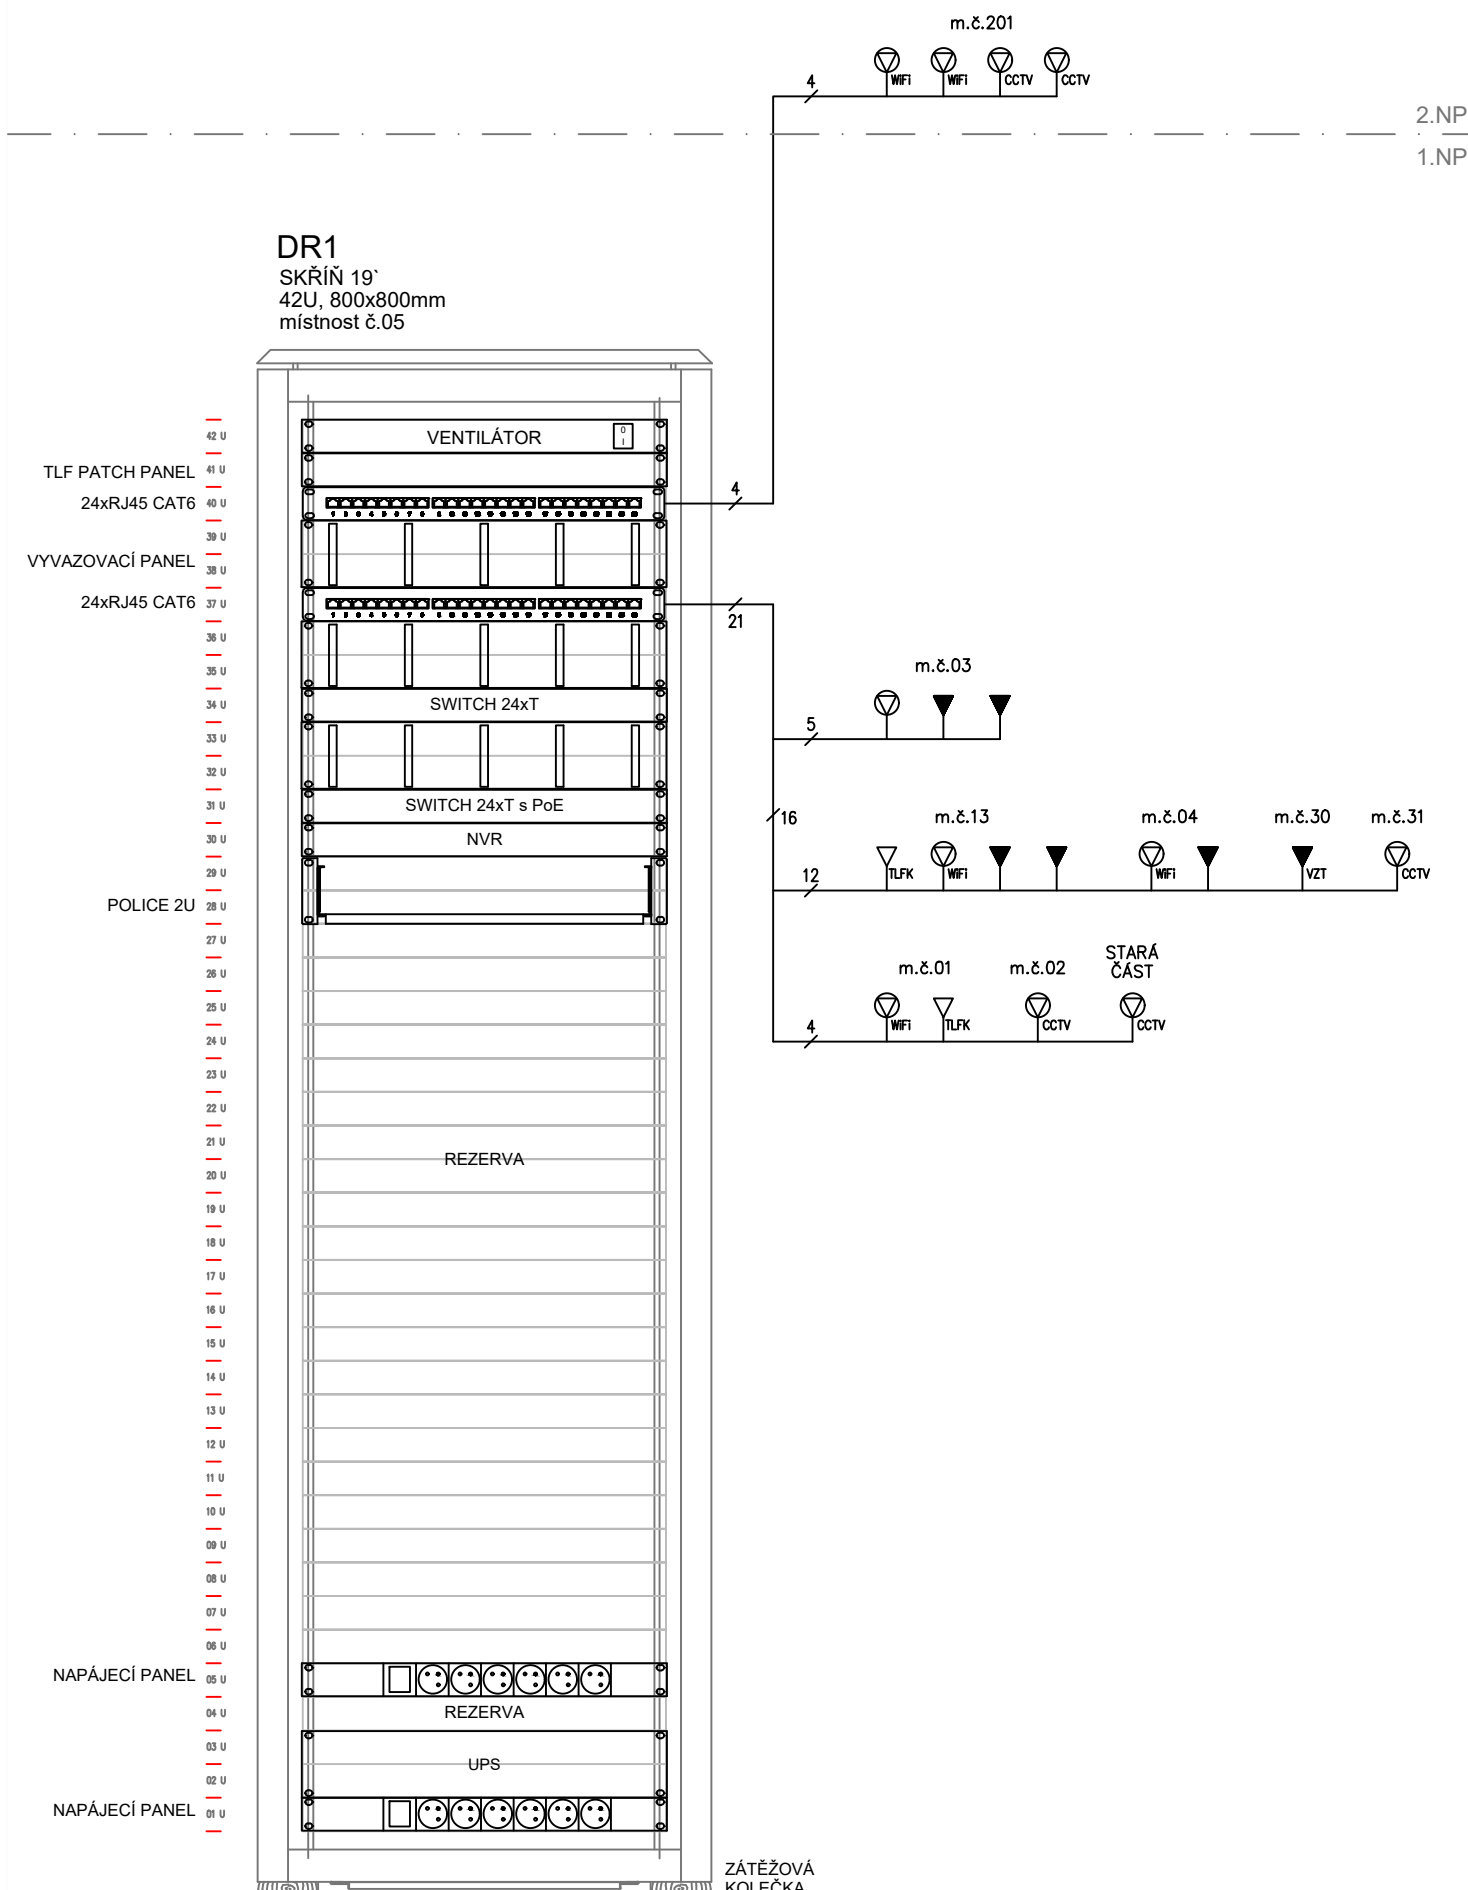 m.č.201
WiFi WiFi CCTV CCTV
4
2.NP
1.NP
DR1
SKŘÍŇ 19`
42U, 800x800mm
místnost č.05
42 U VENTILÁTOR 0 I
TLF PATCH PANEL 41 U
24xRJ45 CAT6 40 U 4
39 U
VYVAZOVACÍ PANEL
38 U
24xRJ45 CAT6 37 U
21
36 U
35 U m.č.03
34 U SWITCH 24xT
33 U 5
32 U
31 U SWITCH 24xT s PoE
16 m.č.13 m.č.04 m.č.30 m.č.31
30 U NVR
29 U 12 TLFK WiFi WiFi VZT CCTV
POLICE 2U 28 U
27 U
STARÁ
ČÁST
m.č.01 m.č.02
26 U
25 U
4 WiFi TLFK CCTV CCTV
24 U
23 U
22 U
21 U
REZERVA
20 U
19 U
18 U
17 U
16 U
15 U
14 U
13 U
12 U
11 U
10 U
09 U
08 U
07 U
06 U
NAPÁJECÍ PANEL 05 U
04 U REZERVA
03 U
UPS
02 U
NAPÁJECÍ PANEL 01 U
ZÁTĚŽOVÁ
KOLEČKA